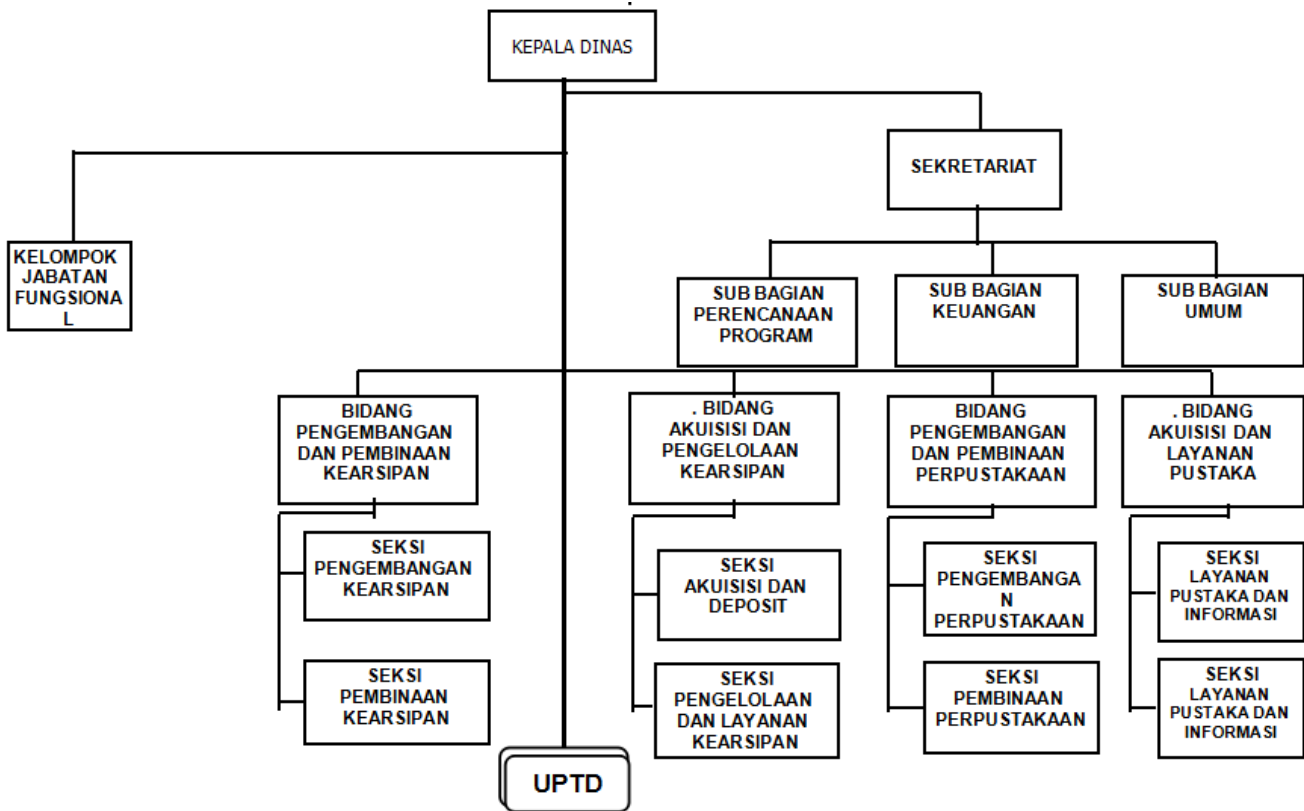 KEPALA DINAS
SEKRETARIAT
KELOMPOK
JABATAN
FUNGSIONA
L
SUB BAGIAN
PERENCANAAN
PROGRAM
SUB BAGIAN
KEUANGAN
SUB BAGIAN
UMUM
BIDANG
PENGEMBANGAN
DAN PEMBINAAN
KEARSIPAN
. BIDANG
AKUISISI DAN
PENGELOLAAN
KEARSIPAN
BIDANG
PENGEMBANGAN
DAN PEMBINAAN
PERPUSTAKAAN
. BIDANG
AKUISISI DAN
LAYANAN
PUSTAKA
SEKSI
PENGEMBANGAN
KEARSIPAN
SEKSI
AKUISISI DAN
DEPOSIT
SEKSI
PENGEMBANGA
N
PERPUSTAKAAN
SEKSI
LAYANAN
PUSTAKA DAN
INFORMASI
SEKSI
PEMBINAAN
KEARSIPAN
SEKSI
PENGELOLAAN
DAN LAYANAN
KEARSIPAN
SEKSI
PEMBINAAN
PERPUSTAKAAN
SEKSI
LAYANAN
PUSTAKA DAN
INFORMASI
UPTD